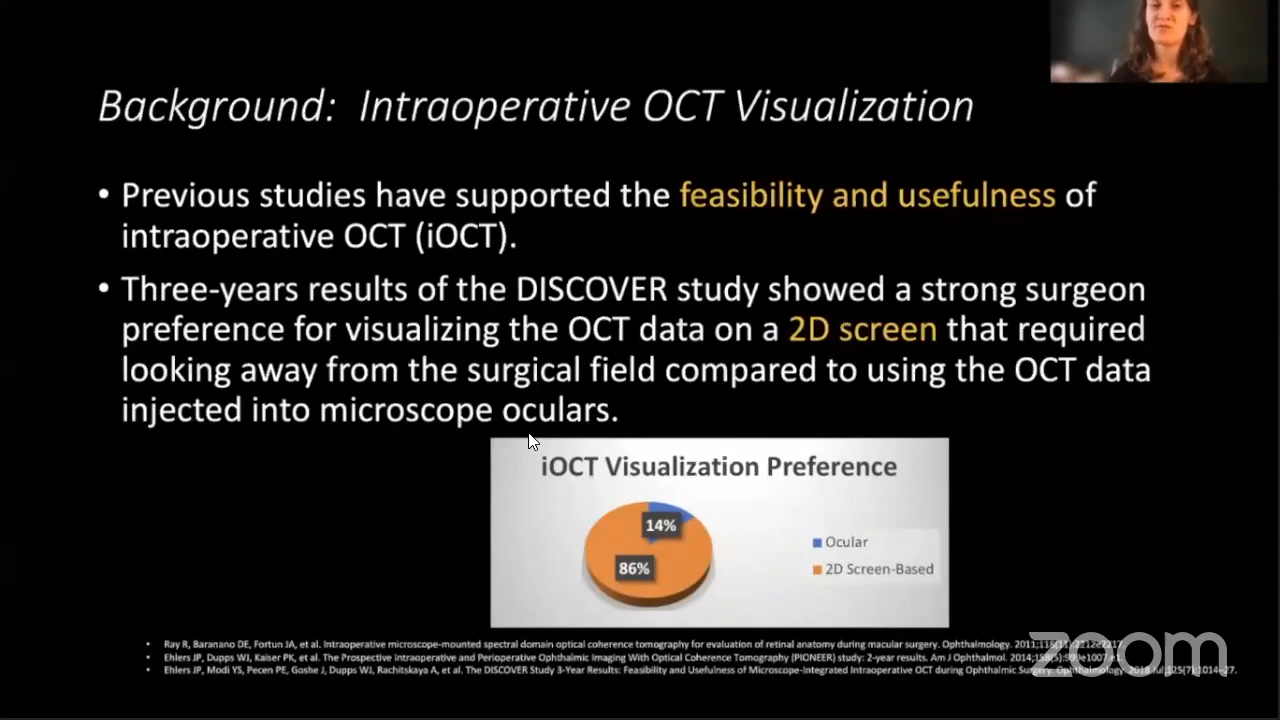 Background: Intraoperative OCT Visualization
• Previous studies have supported the feasibility and usefulness of
intraoperative OCT (iOCT).
• Three-years results of the DISCOVER study showed a strong surgeon
preference for visualizing the OCT data on a 2D screen that required
looking away from the surgical field compared to using the OCT data
injected into microscope oculars.
iOCT Visualization Preference
14%
86%
Ocular
2D Screen-Based
• Ray R, Baranano DE, Fortun JA, et al. Intraoperative microscope-mounted spectral domain optical coherence tomography for evaluation of retinal anatomy during macular surgery. Ophthalmology.
• Ehlers JP, Dupps WJ, Kaiser PK, et al. The Prospective Intraoperative and Perioperative Ophthalmic Imaging With Optical Coherence Tomography (PIONEER) study: 2-year results. Am J Ophthalmol.
• Ehlers JP, Modi YS, Pecen PE, Goshe J, Dupps WJ, Rachitskaya A, et al. The DISCOVER Study 3-Year Results: Feasibility and Usefulness of Microscope-Integrated Intraoperative OCT during Ophthalmic Surgery. Ophthalmology.
zoom